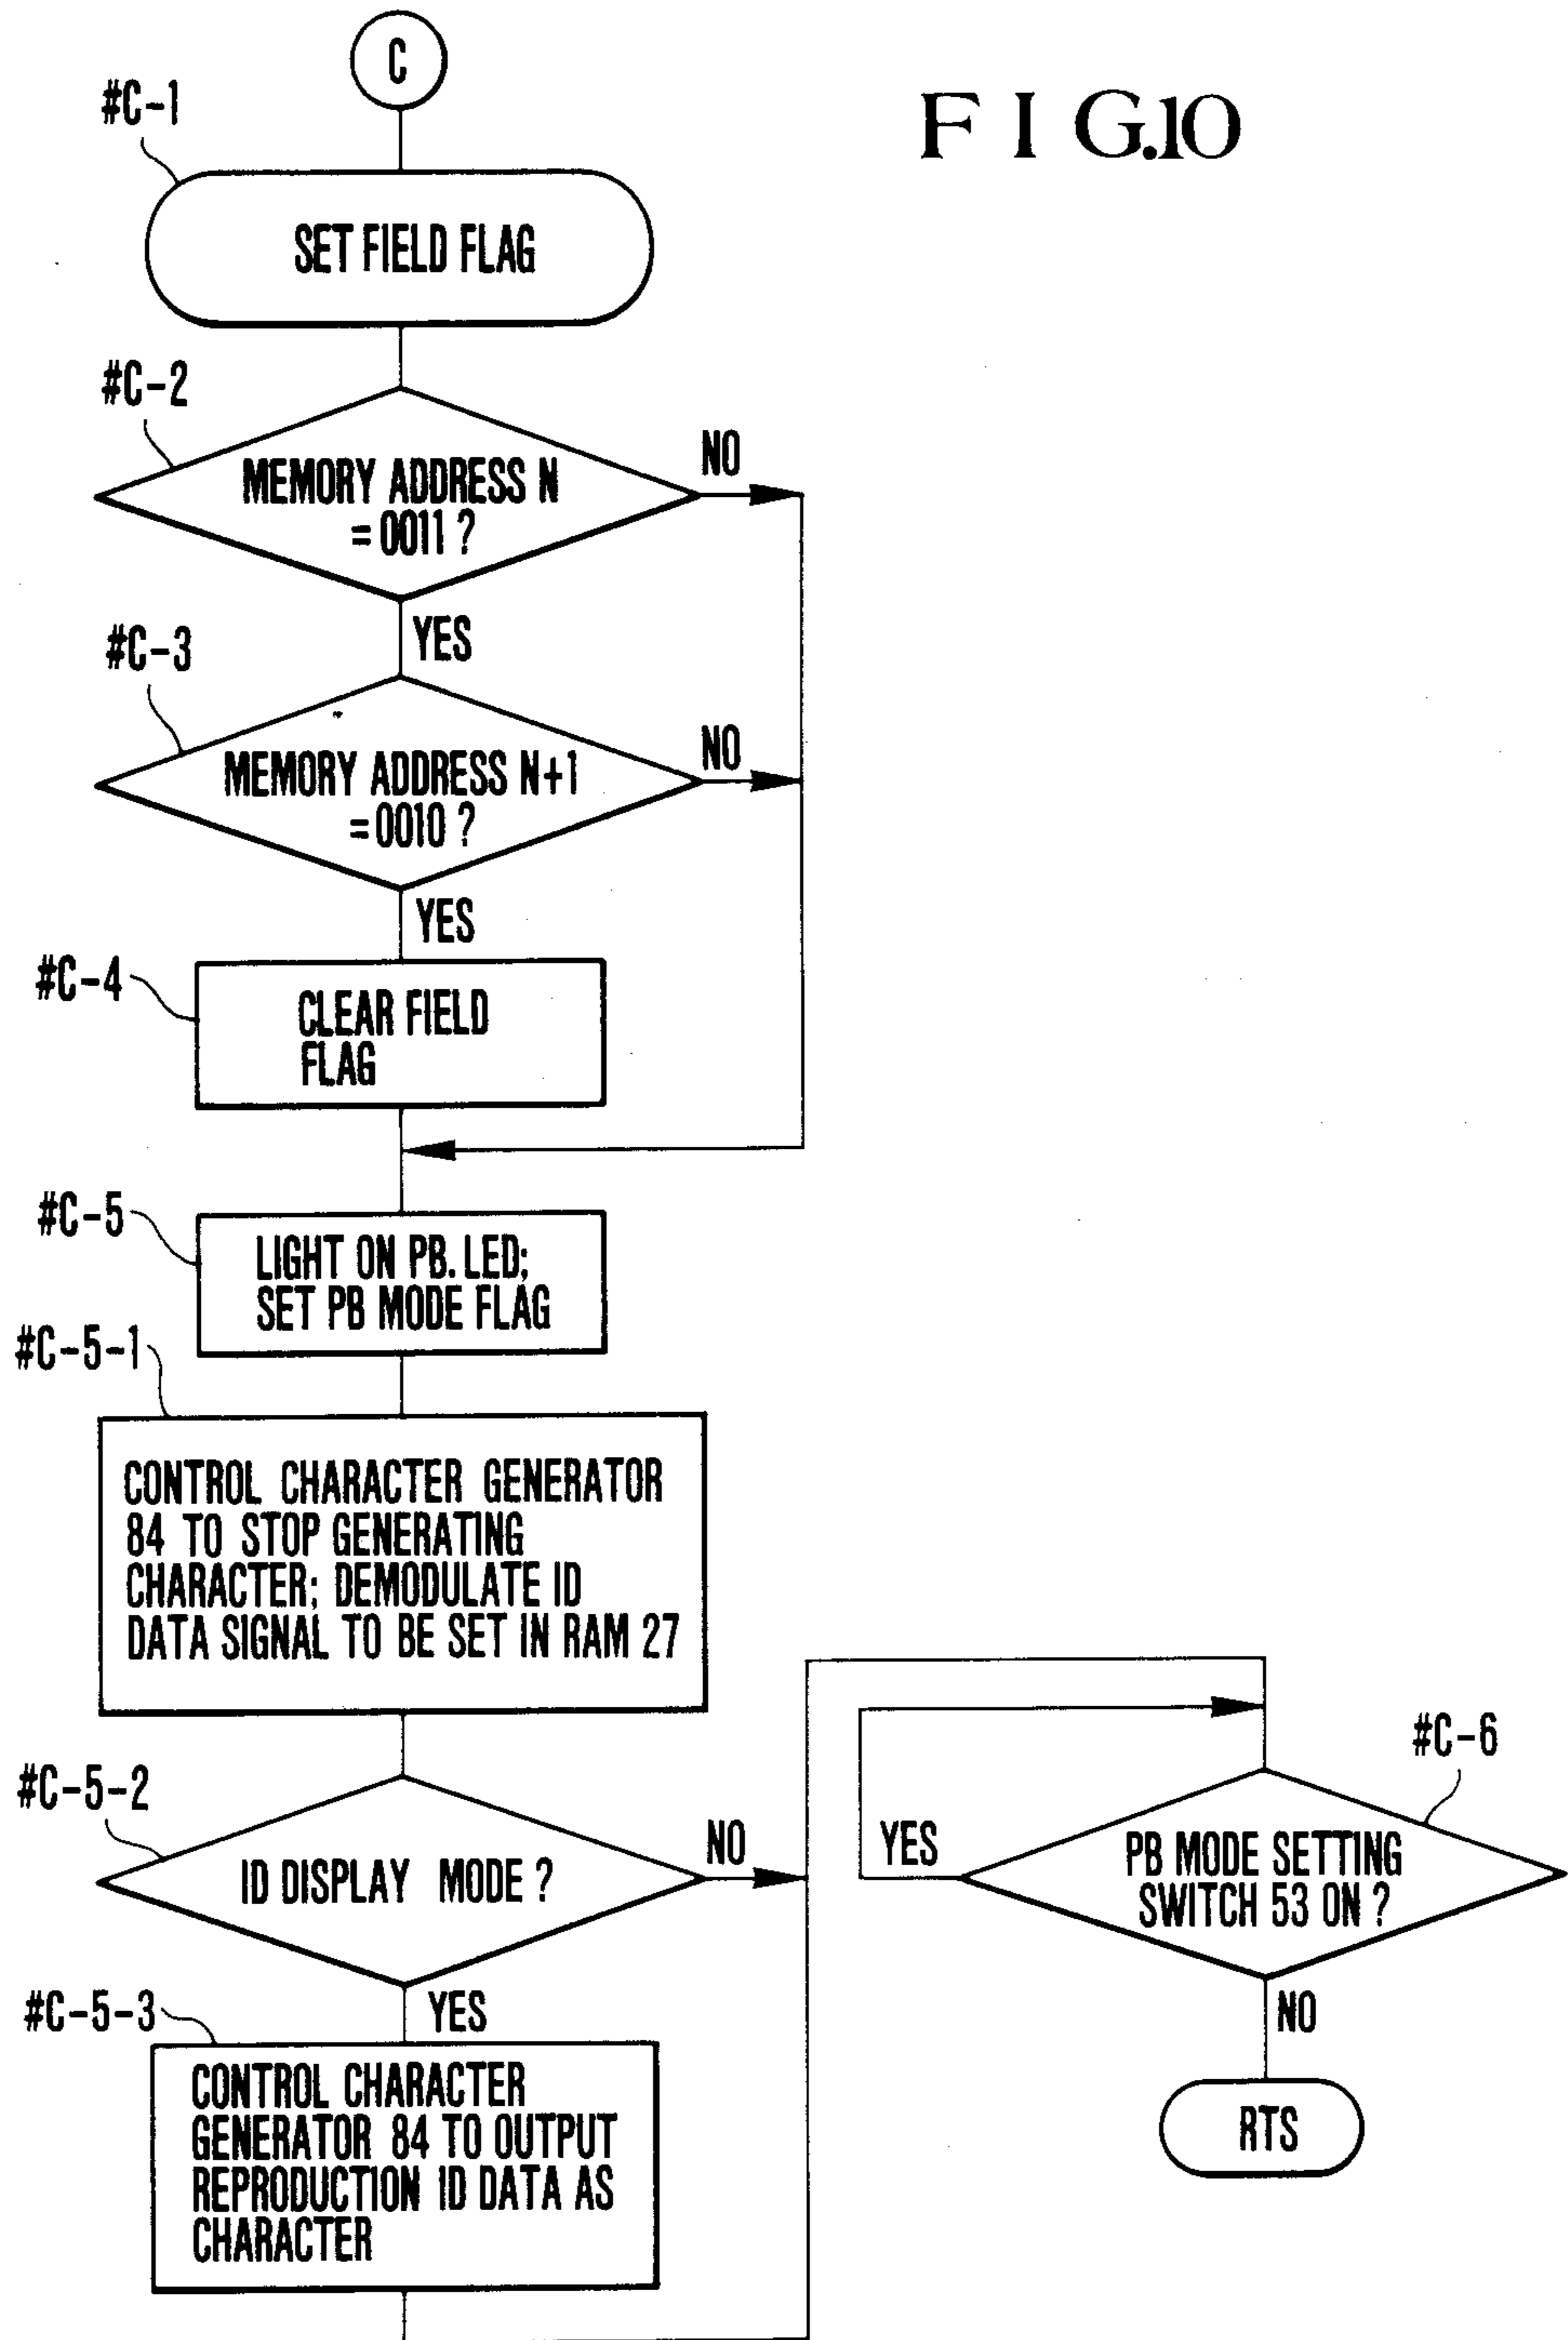 C
FIG.10
#C-1
SET FIELD FLAG
#C-2
MEMORY ADDRESS N
=0011?
NO
YES
#C-3
MEMORY ADDRESS N+1
=0010?
NO
YES
#C-4
CLEAR FIELD
FLAG
#C-5
LIGHT ON PB. LED;
SET PB MODE FLAG
#C-5-1
CONTROL CHARACTER GENERATOR
84 TO STOP GENERATING
CHARACTER; DEMODULATE ID
DATA SIGNAL TO BE SET IN RAM 27
#C-5-2
ID DISPLAY MODE?
NO
YES
#C-5-3
CONTROL CHARACTER
GENERATOR 84 TO OUTPUT
REPRODUCTION ID DATA AS
CHARACTER
#C-6
PB MODE SETTING
SWITCH 53 ON?
YES
NO
RTS